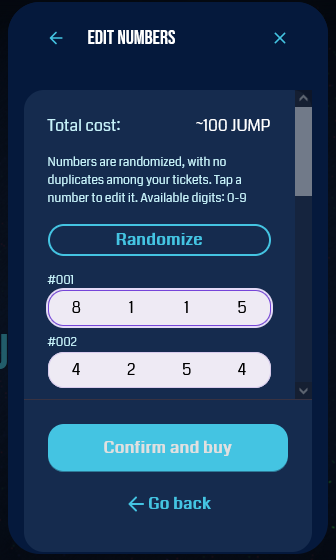 EDIT NUMBERS
Total cost: ~100 JUMP
Numbers are randomized, with no
duplicates among your tickets. Tap a
number to edit it. Available digits: 0-9
Randomize
#001
8 1 1 5
#002
4 2 5 4
Confirm and buy
Go back